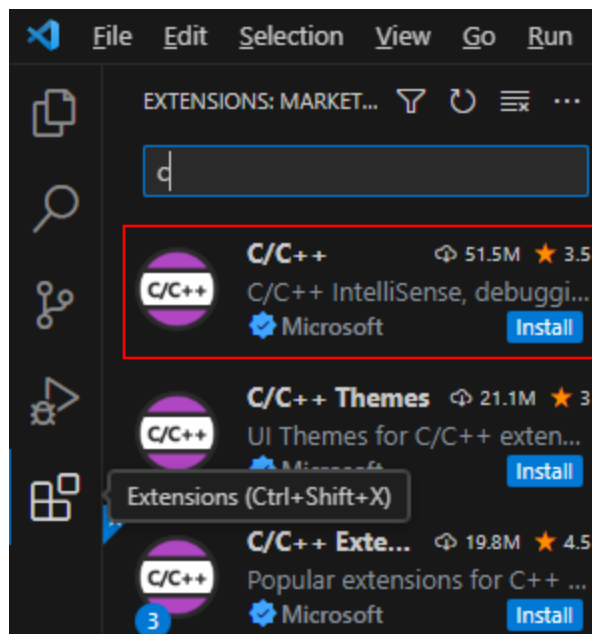 File Edit Selection View Go Run
EXTENSIONS: MARKET...
c
C/C++ 51.5M 3.5
C/C++ IntelliSense, debuggi...
C/C++
Microsoft Install
C/C++ Themes 21.1M 3
C/C++
UI Themes for C/C++ exten...
Microsoft Install
Extensions (Ctrl+Shift+X)
C/C++ Exte... 19.8M 4.5
C/C++
Popular extensions for C++ ...
3
Microsoft Install